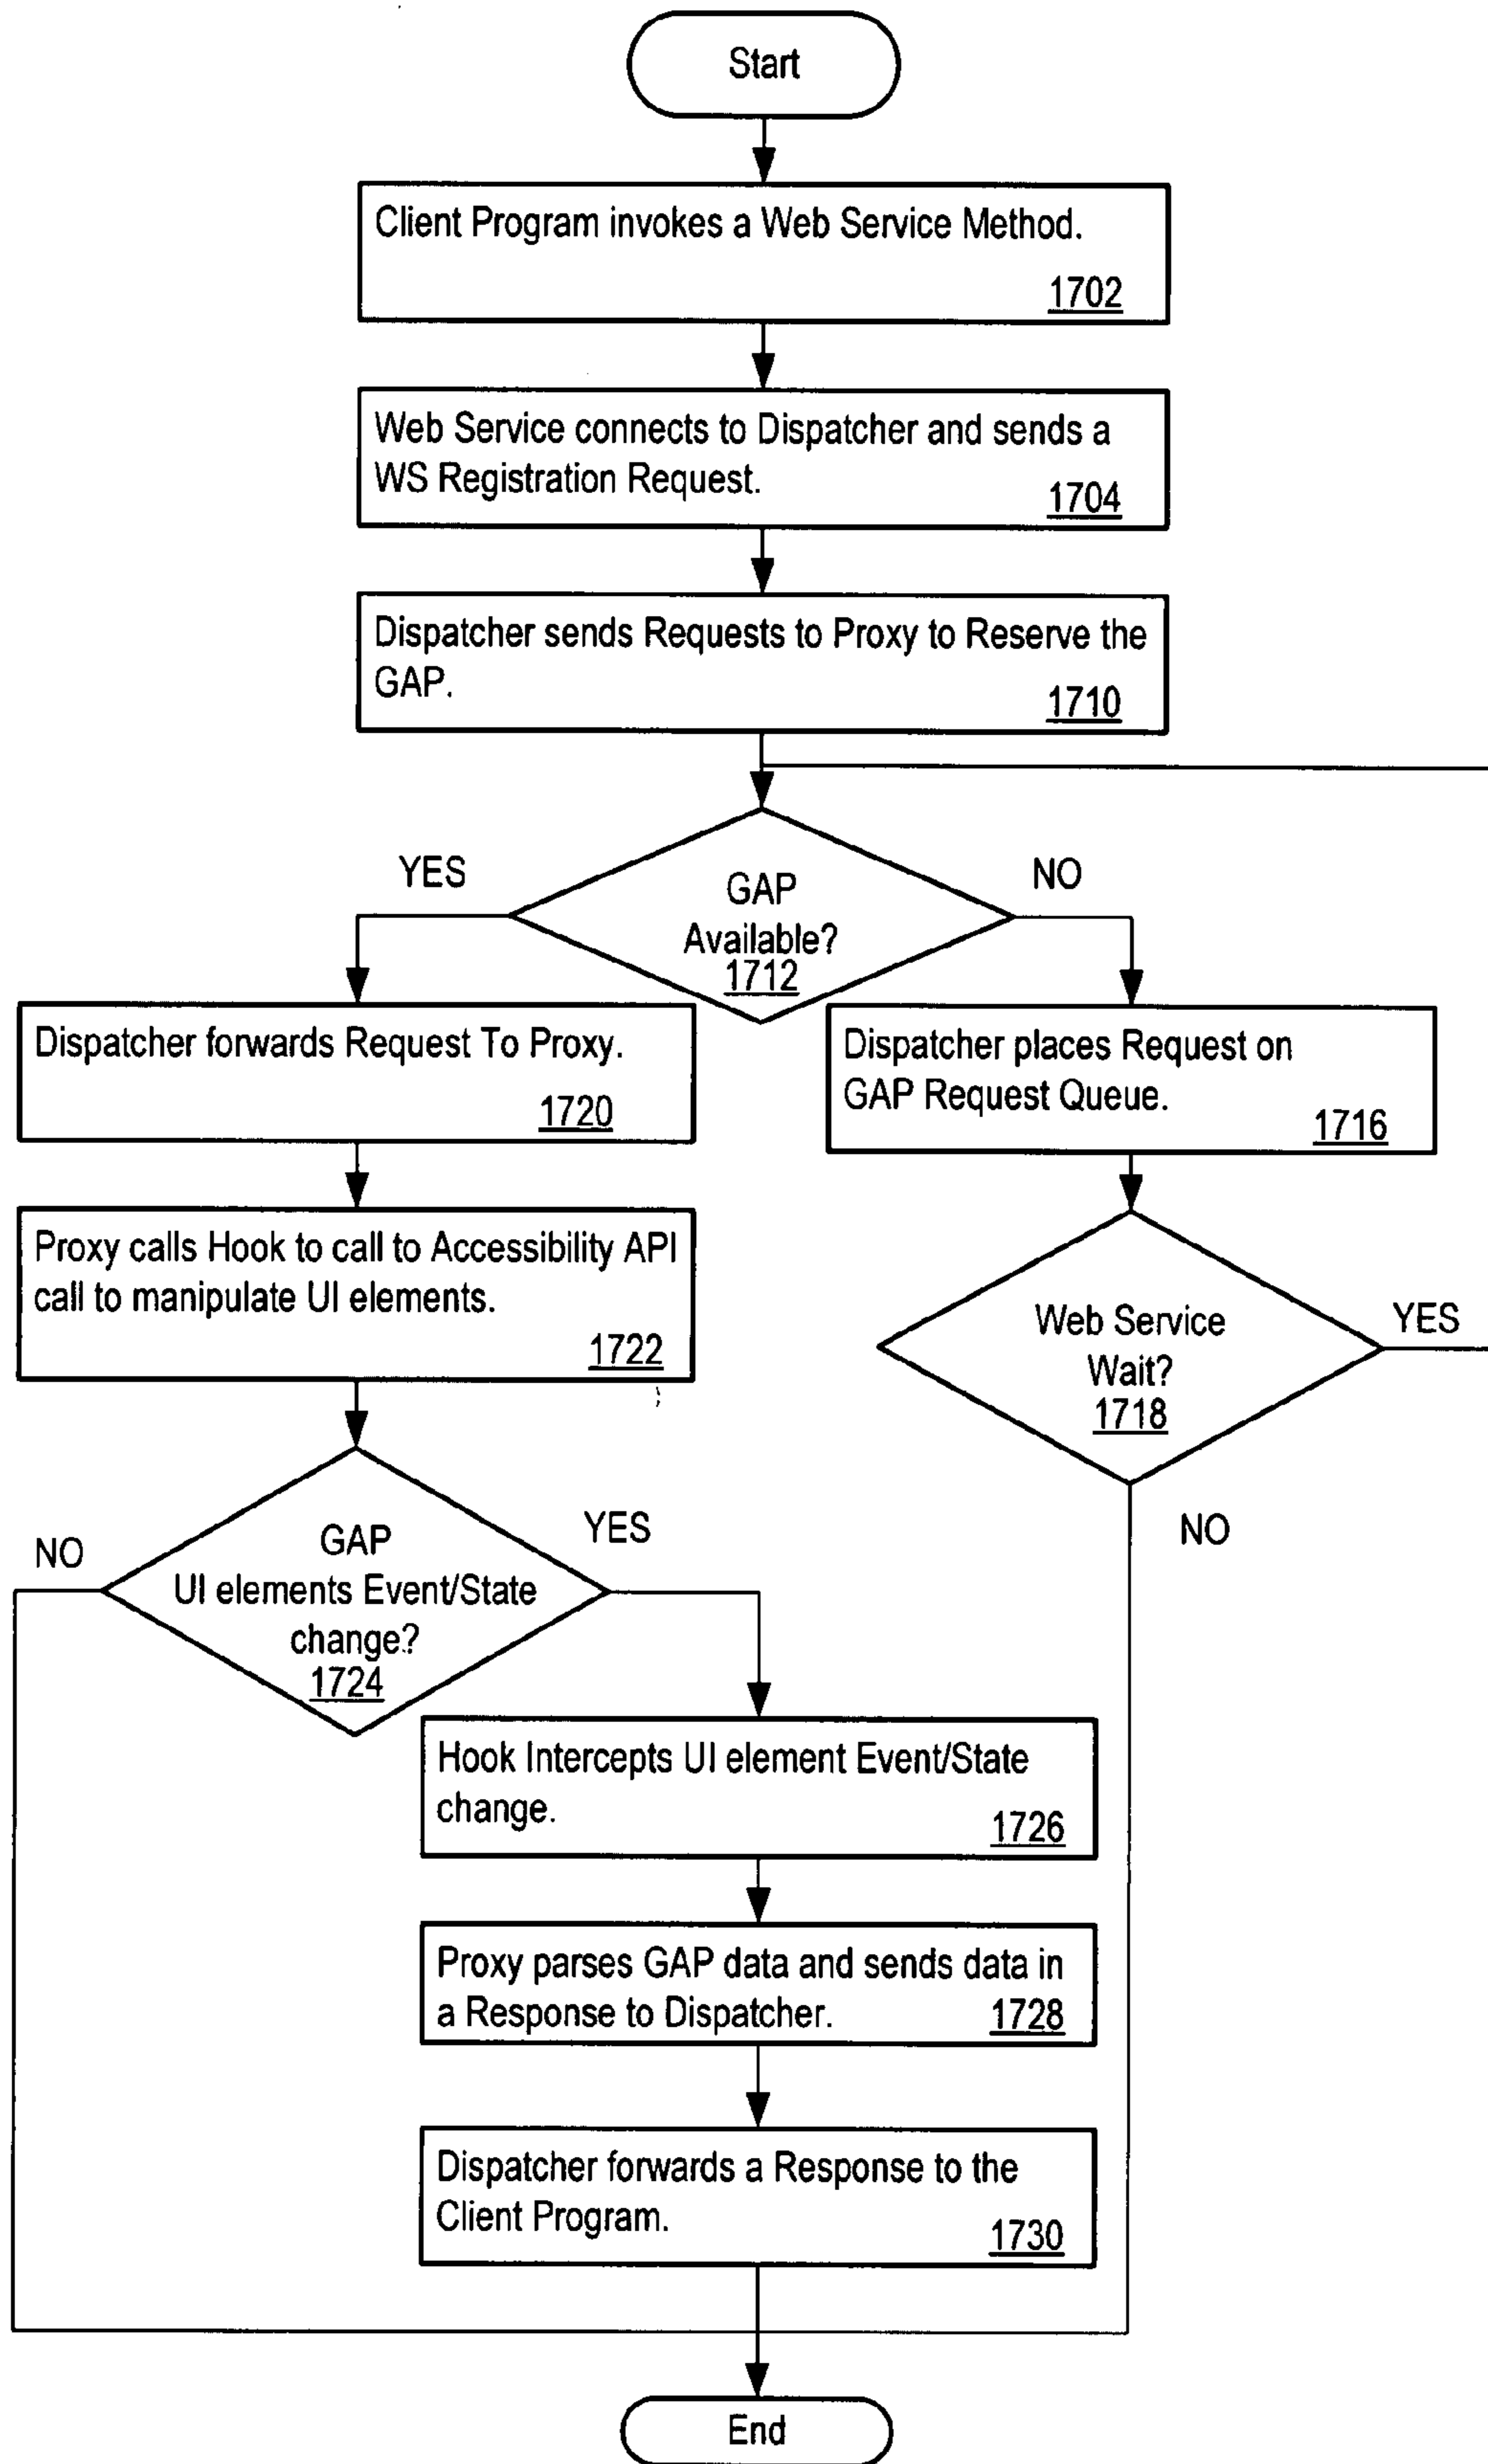 Start
Client Program invokes a Web Service Method.
1702
Web Service connects to Dispatcher and sends a
WS Registration Request.
1704
Dispatcher sends Requests to Proxy to Reserve the
GAP.
1710
YES
NO
GAP
Available?
1712
Dispatcher forwards Request To Proxy.
1720
Dispatcher places Request on
GAP Request Queue.
1716
Proxy calls Hook to call to Accessibility API
call to manipulate UI elements.
1722
Web Service
Wait?
1718
YES
NO
NO
YES
GAP
UI elements Event/State
change?
1724
Hook Intercepts UI element Event/State
change.
1726
Proxy parses GAP data and sends data in
a Response to Dispatcher.
1728
Dispatcher forwards a Response to the
Client Program.
1730
End